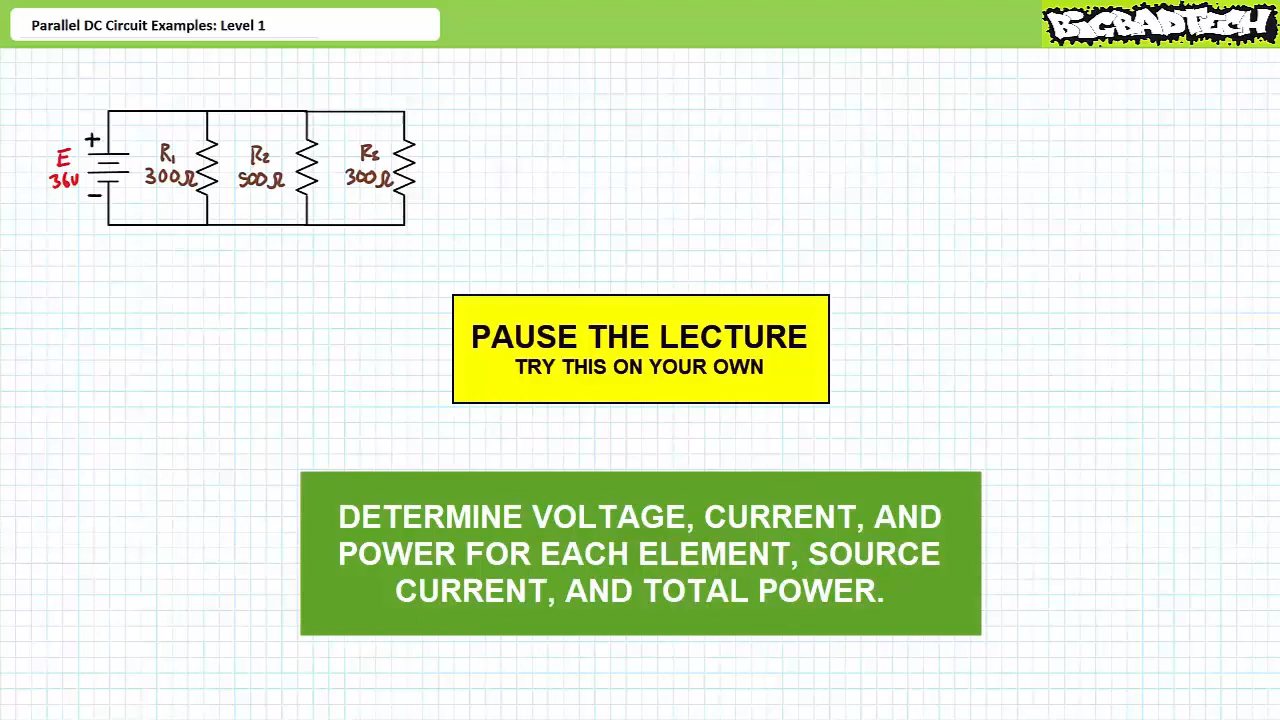 Parallel DC Circuit Examples: Level 1
BIGBADTECH
+
E
36V
-
R1
300Ω
R2
500Ω
R3
300Ω
PAUSE THE LECTURE
TRY THIS ON YOUR OWN
DETERMINE VOLTAGE, CURRENT, AND
POWER FOR EACH ELEMENT, SOURCE
CURRENT, AND TOTAL POWER.